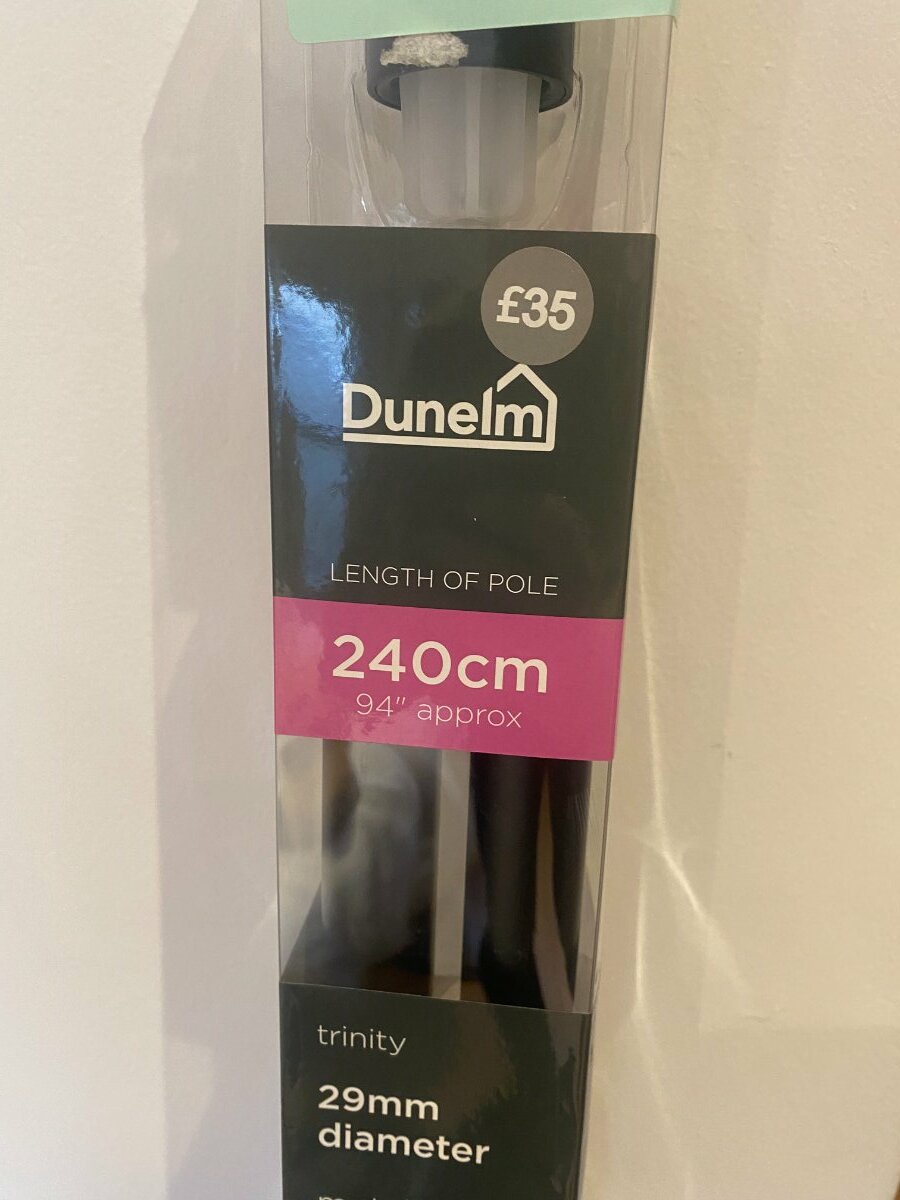 £35
Dunelm
LENGTH OF POLE
240cm
94" approx
trinity
29mm
diameter